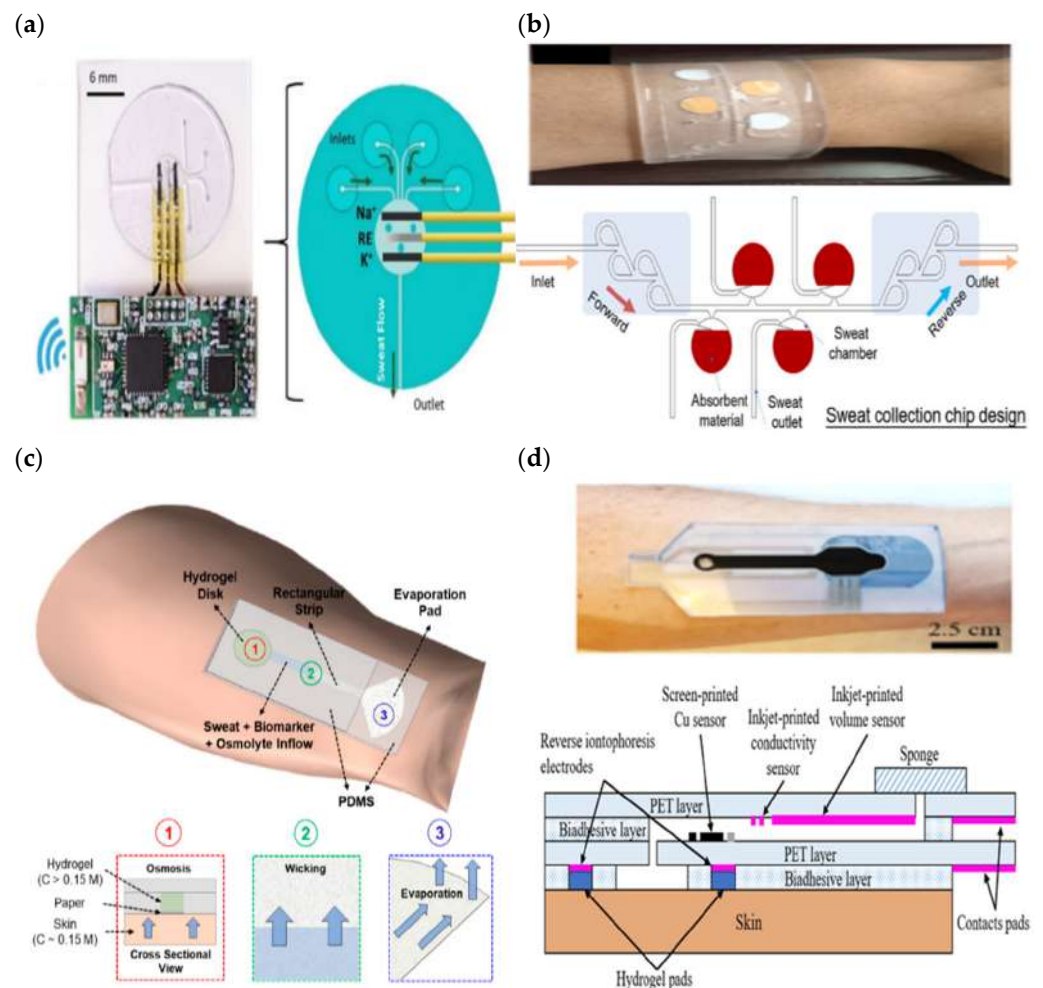 (a)
6 mm
Inlets
Na⁺
RE
K⁺
Sweat Flow
Outlet
(b)
Inlet
Forward
Reverse
Outlet
Sweat
chamber
Absorbent
material
Sweat
outlet
Sweat collection chip design
(c)
Hydrogel
Disk
Rectangular
Strip
Evaporation
Pad
1
2
3
Sweat + Biomarker
+ Osmolyte Inflow
PDMS
1
2
3
Osmosis
Hydrogel
(C > 0.15 M)
Paper
Skin
(C ~ 0.15 M)
Cross Sectional
View
Wicking
Evaporation
(d)
2.5 cm
Screen-printed
Cu sensor
Inkjet-printed
volume sensor
Inkjet-printed
conductivity
sensor
Reverse iontophoresis
electrodes
Sponge
PET layer
Biadhesive layer
PET layer
Biadhesive layer
Skin
Contacts pads
Hydrogel pads